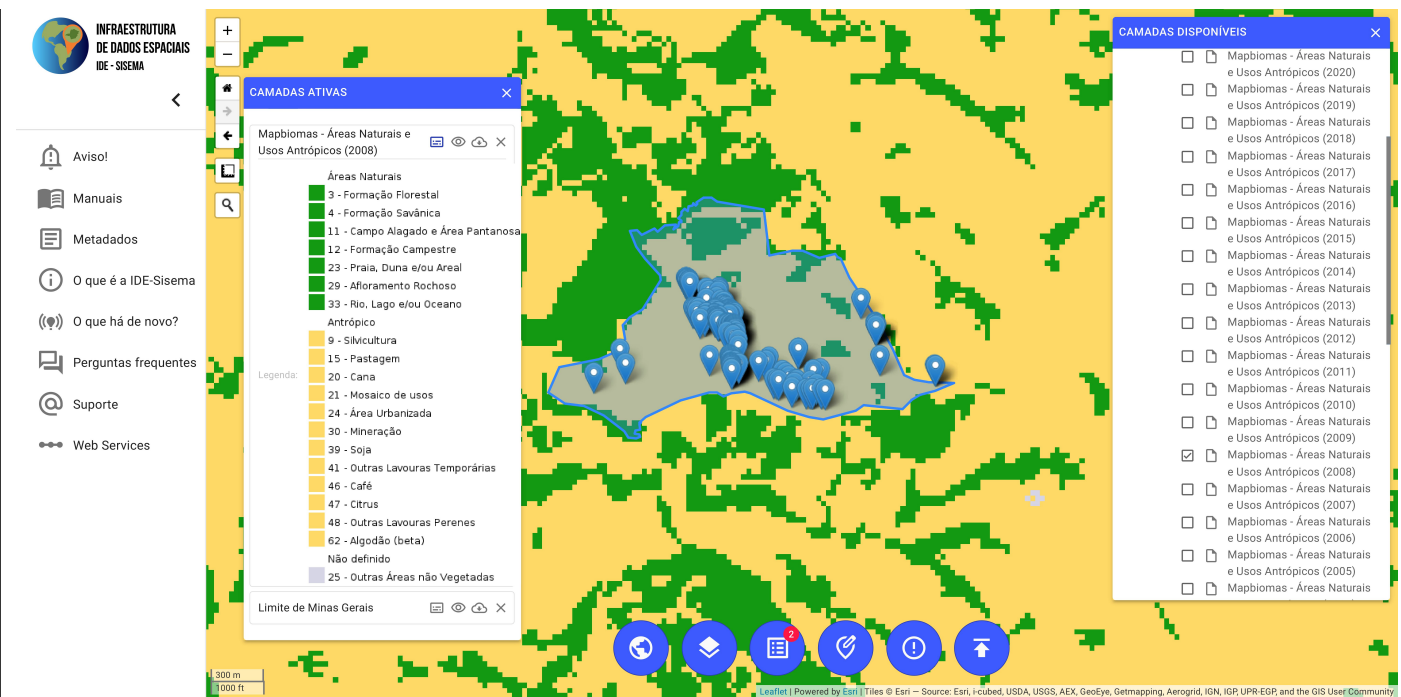 INFRAESTRUTURA
DE DADOS ESPACIAIS
IDE - SISEMA
Aviso!
Manuais
Metadados
O que é a IDE-Sisema
O que há de novo?
Perguntas frequentes
Suporte
Web Services
+
−
CAMADAS ATIVAS
Mapbiomas - Áreas Naturais e
Usos Antrópicos (2008)
Legenda:
Áreas Naturais
3 - Formação Florestal
4 - Formação Savânica
11 - Campo Alagado e Área Pantanosa
12 - Formação Campestre
23 - Praia, Duna e/ou Areal
29 - Afloramento Rochoso
33 - Rio, Lago e/ou Oceano
Antrópico
9 - Silvicultura
15 - Pastagem
20 - Cana
21 - Mosaico de usos
24 - Área Urbanizada
30 - Mineração
39 - Soja
41 - Outras Lavouras Temporárias
46 - Café
47 - Citrus
48 - Outras Lavouras Perenes
62 - Algodão (beta)
Não definido
25 - Outras Áreas não Vegetadas
Limite de Minas Gerais
2
300 m
1000 ft
CAMADAS DISPONÍVEIS
Mapbiomas - Áreas Naturais
e Usos Antrópicos (2020)
Mapbiomas - Áreas Naturais
e Usos Antrópicos (2019)
Mapbiomas - Áreas Naturais
e Usos Antrópicos (2018)
Mapbiomas - Áreas Naturais
e Usos Antrópicos (2017)
Mapbiomas - Áreas Naturais
e Usos Antrópicos (2016)
Mapbiomas - Áreas Naturais
e Usos Antrópicos (2015)
Mapbiomas - Áreas Naturais
e Usos Antrópicos (2014)
Mapbiomas - Áreas Naturais
e Usos Antrópicos (2013)
Mapbiomas - Áreas Naturais
e Usos Antrópicos (2012)
Mapbiomas - Áreas Naturais
e Usos Antrópicos (2011)
Mapbiomas - Áreas Naturais
e Usos Antrópicos (2010)
Mapbiomas - Áreas Naturais
e Usos Antrópicos (2009)
Mapbiomas - Áreas Naturais
e Usos Antrópicos (2008)
Mapbiomas - Áreas Naturais
e Usos Antrópicos (2007)
Mapbiomas - Áreas Naturais
e Usos Antrópicos (2006)
Mapbiomas - Áreas Naturais
e Usos Antrópicos (2005)
Mapbiomas - Áreas Naturais
Leaflet | Powered by Esri | Tiles © Esri — Source: Esri, i-cubed, USDA, USGS, AEX, GeoEye, Getmapping, Aerogrid, IGN, IGP, UPR-EGP, and the GIS User Community